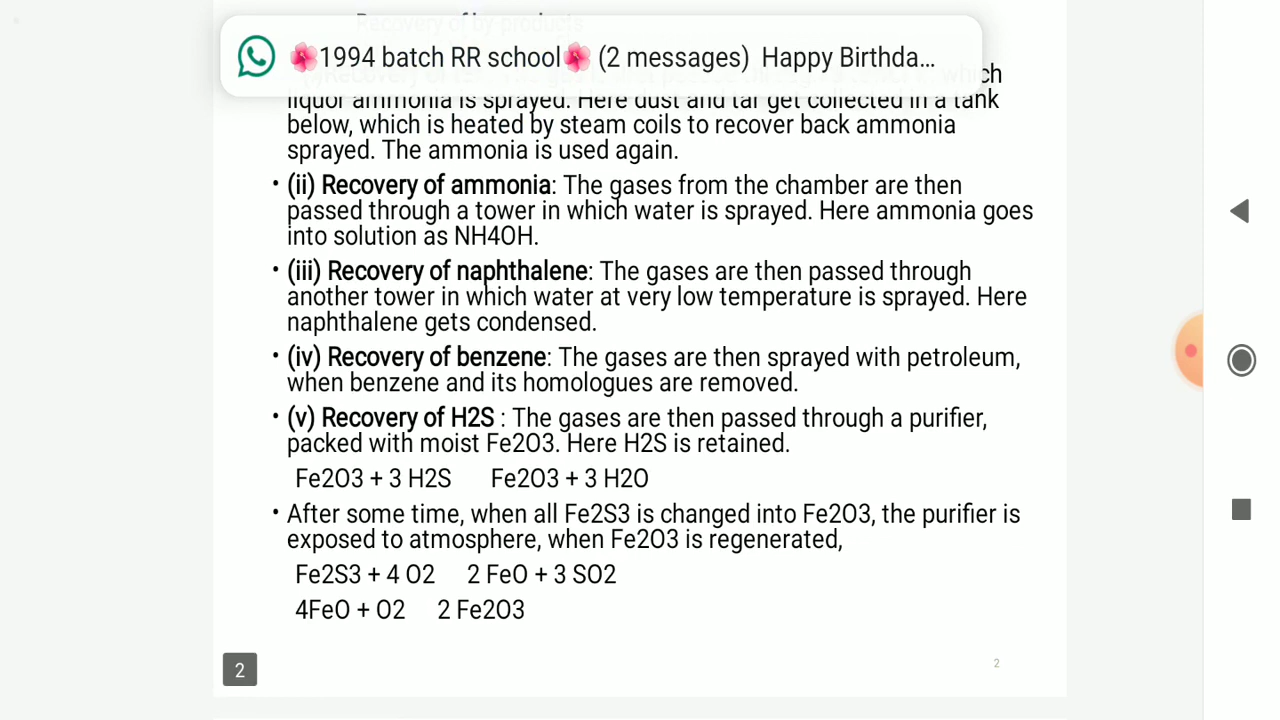 Recovery of by products
🌸1994 batch RR school🌸 (2 messages) Happy Birthda…
which
liquor ammonia is sprayed. Here dust and tar get collected in a tank
below, which is heated by steam coils to recover back ammonia
sprayed. The ammonia is used again.
• (ii) Recovery of ammonia: The gases from the chamber are then
passed through a tower in which water is sprayed. Here ammonia goes
into solution as NH4OH.
• (iii) Recovery of naphthalene: The gases are then passed through
another tower in which water at very low temperature is sprayed. Here
naphthalene gets condensed.
• (iv) Recovery of benzene: The gases are then sprayed with petroleum,
when benzene and its homologues are removed.
• (v) Recovery of H2S : The gases are then passed through a purifier,
packed with moist Fe2O3. Here H2S is retained.
Fe2O3 + 3 H2S Fe2O3 + 3 H2O
• After some time, when all Fe2S3 is changed into Fe2O3, the purifier is
exposed to atmosphere, when Fe2O3 is regenerated,
Fe2S3 + 4 O2 2 FeO + 3 SO2
4FeO + O2 2 Fe2O3
2
2